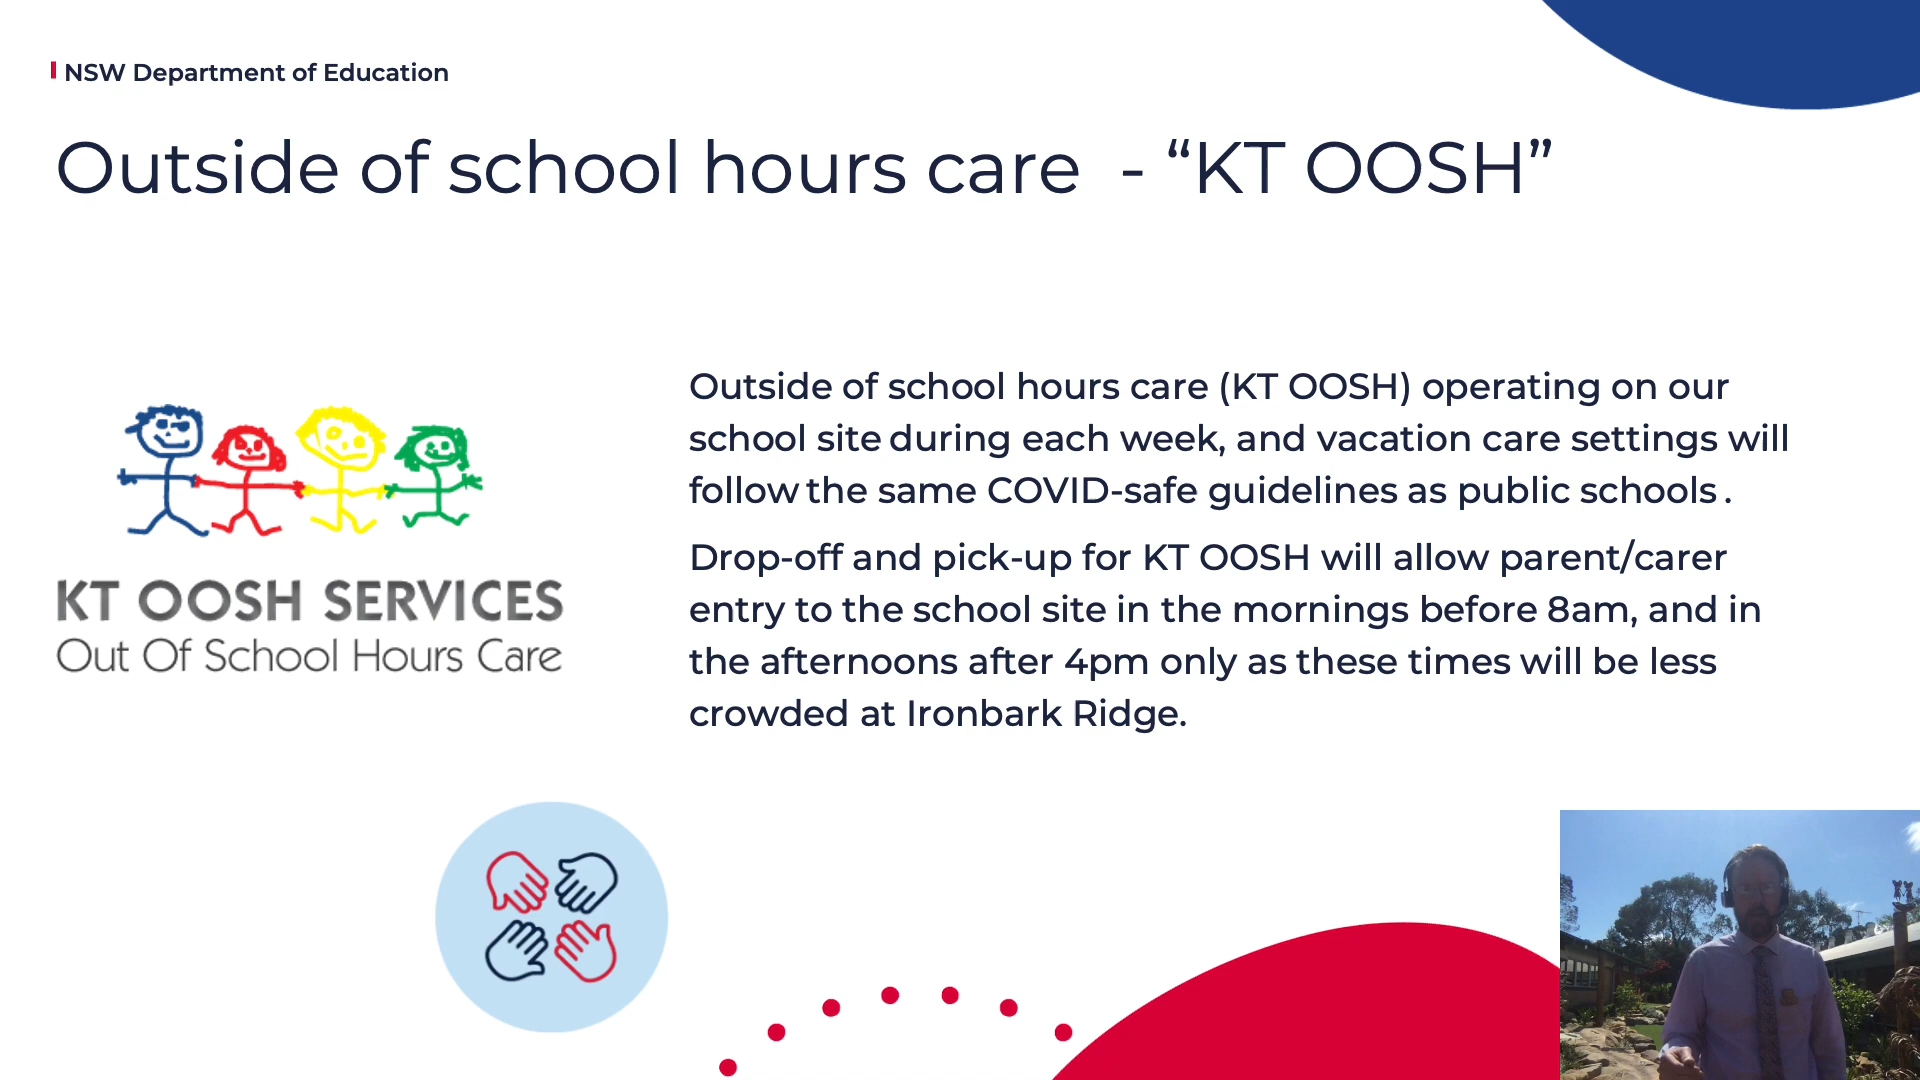 NSW Department of Education
Outside of school hours care - “KT OOSH”
Outside of school hours care (KT OOSH) operating on our
school site during each week, and vacation care settings will
follow the same COVID-safe guidelines as public schools.
Drop-off and pick-up for KT OOSH will allow parent/carer
entry to the school site in the mornings before 8am, and in
the afternoons after 4pm only as these times will be less
crowded at Ironbark Ridge.
KT OOSH SERVICES
Out Of School Hours Care